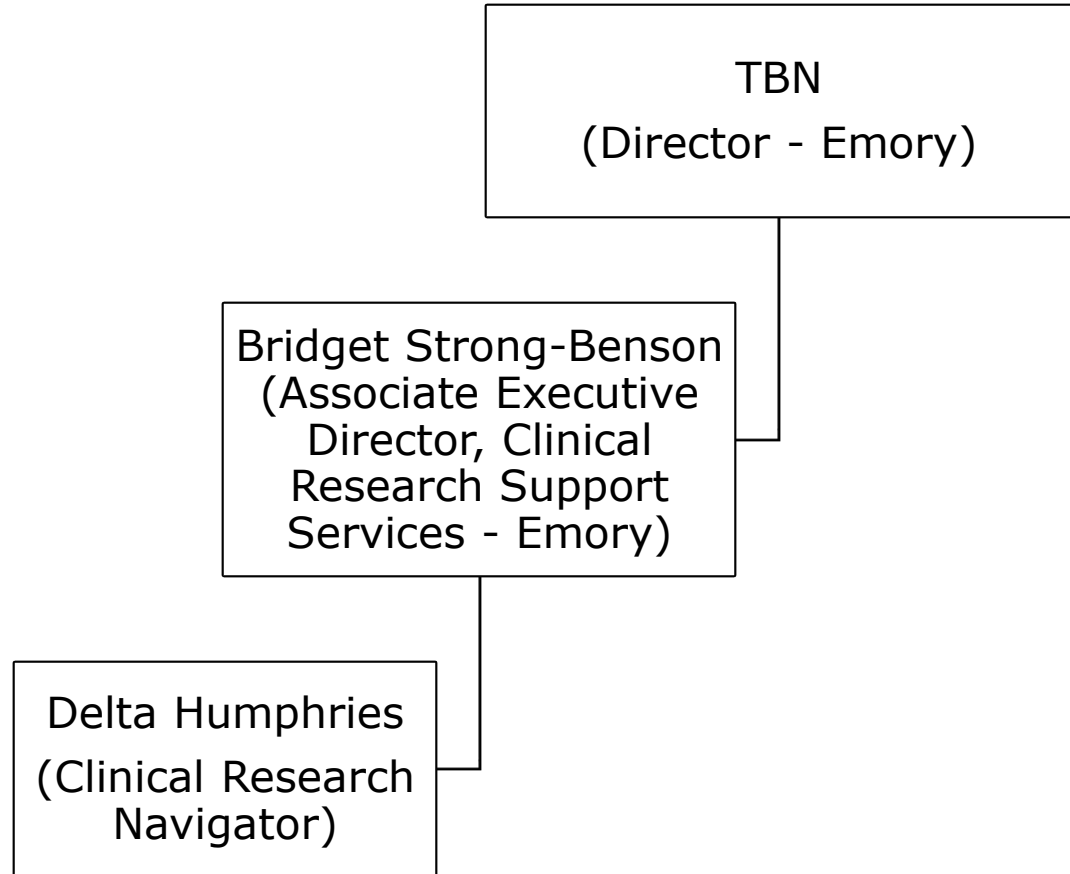 TBN
(Director - Emory)
Bridget Strong-Benson
(Associate Executive
Director, Clinical
Research Support
Services - Emory)
Delta Humphries
(Clinical Research
Navigator)